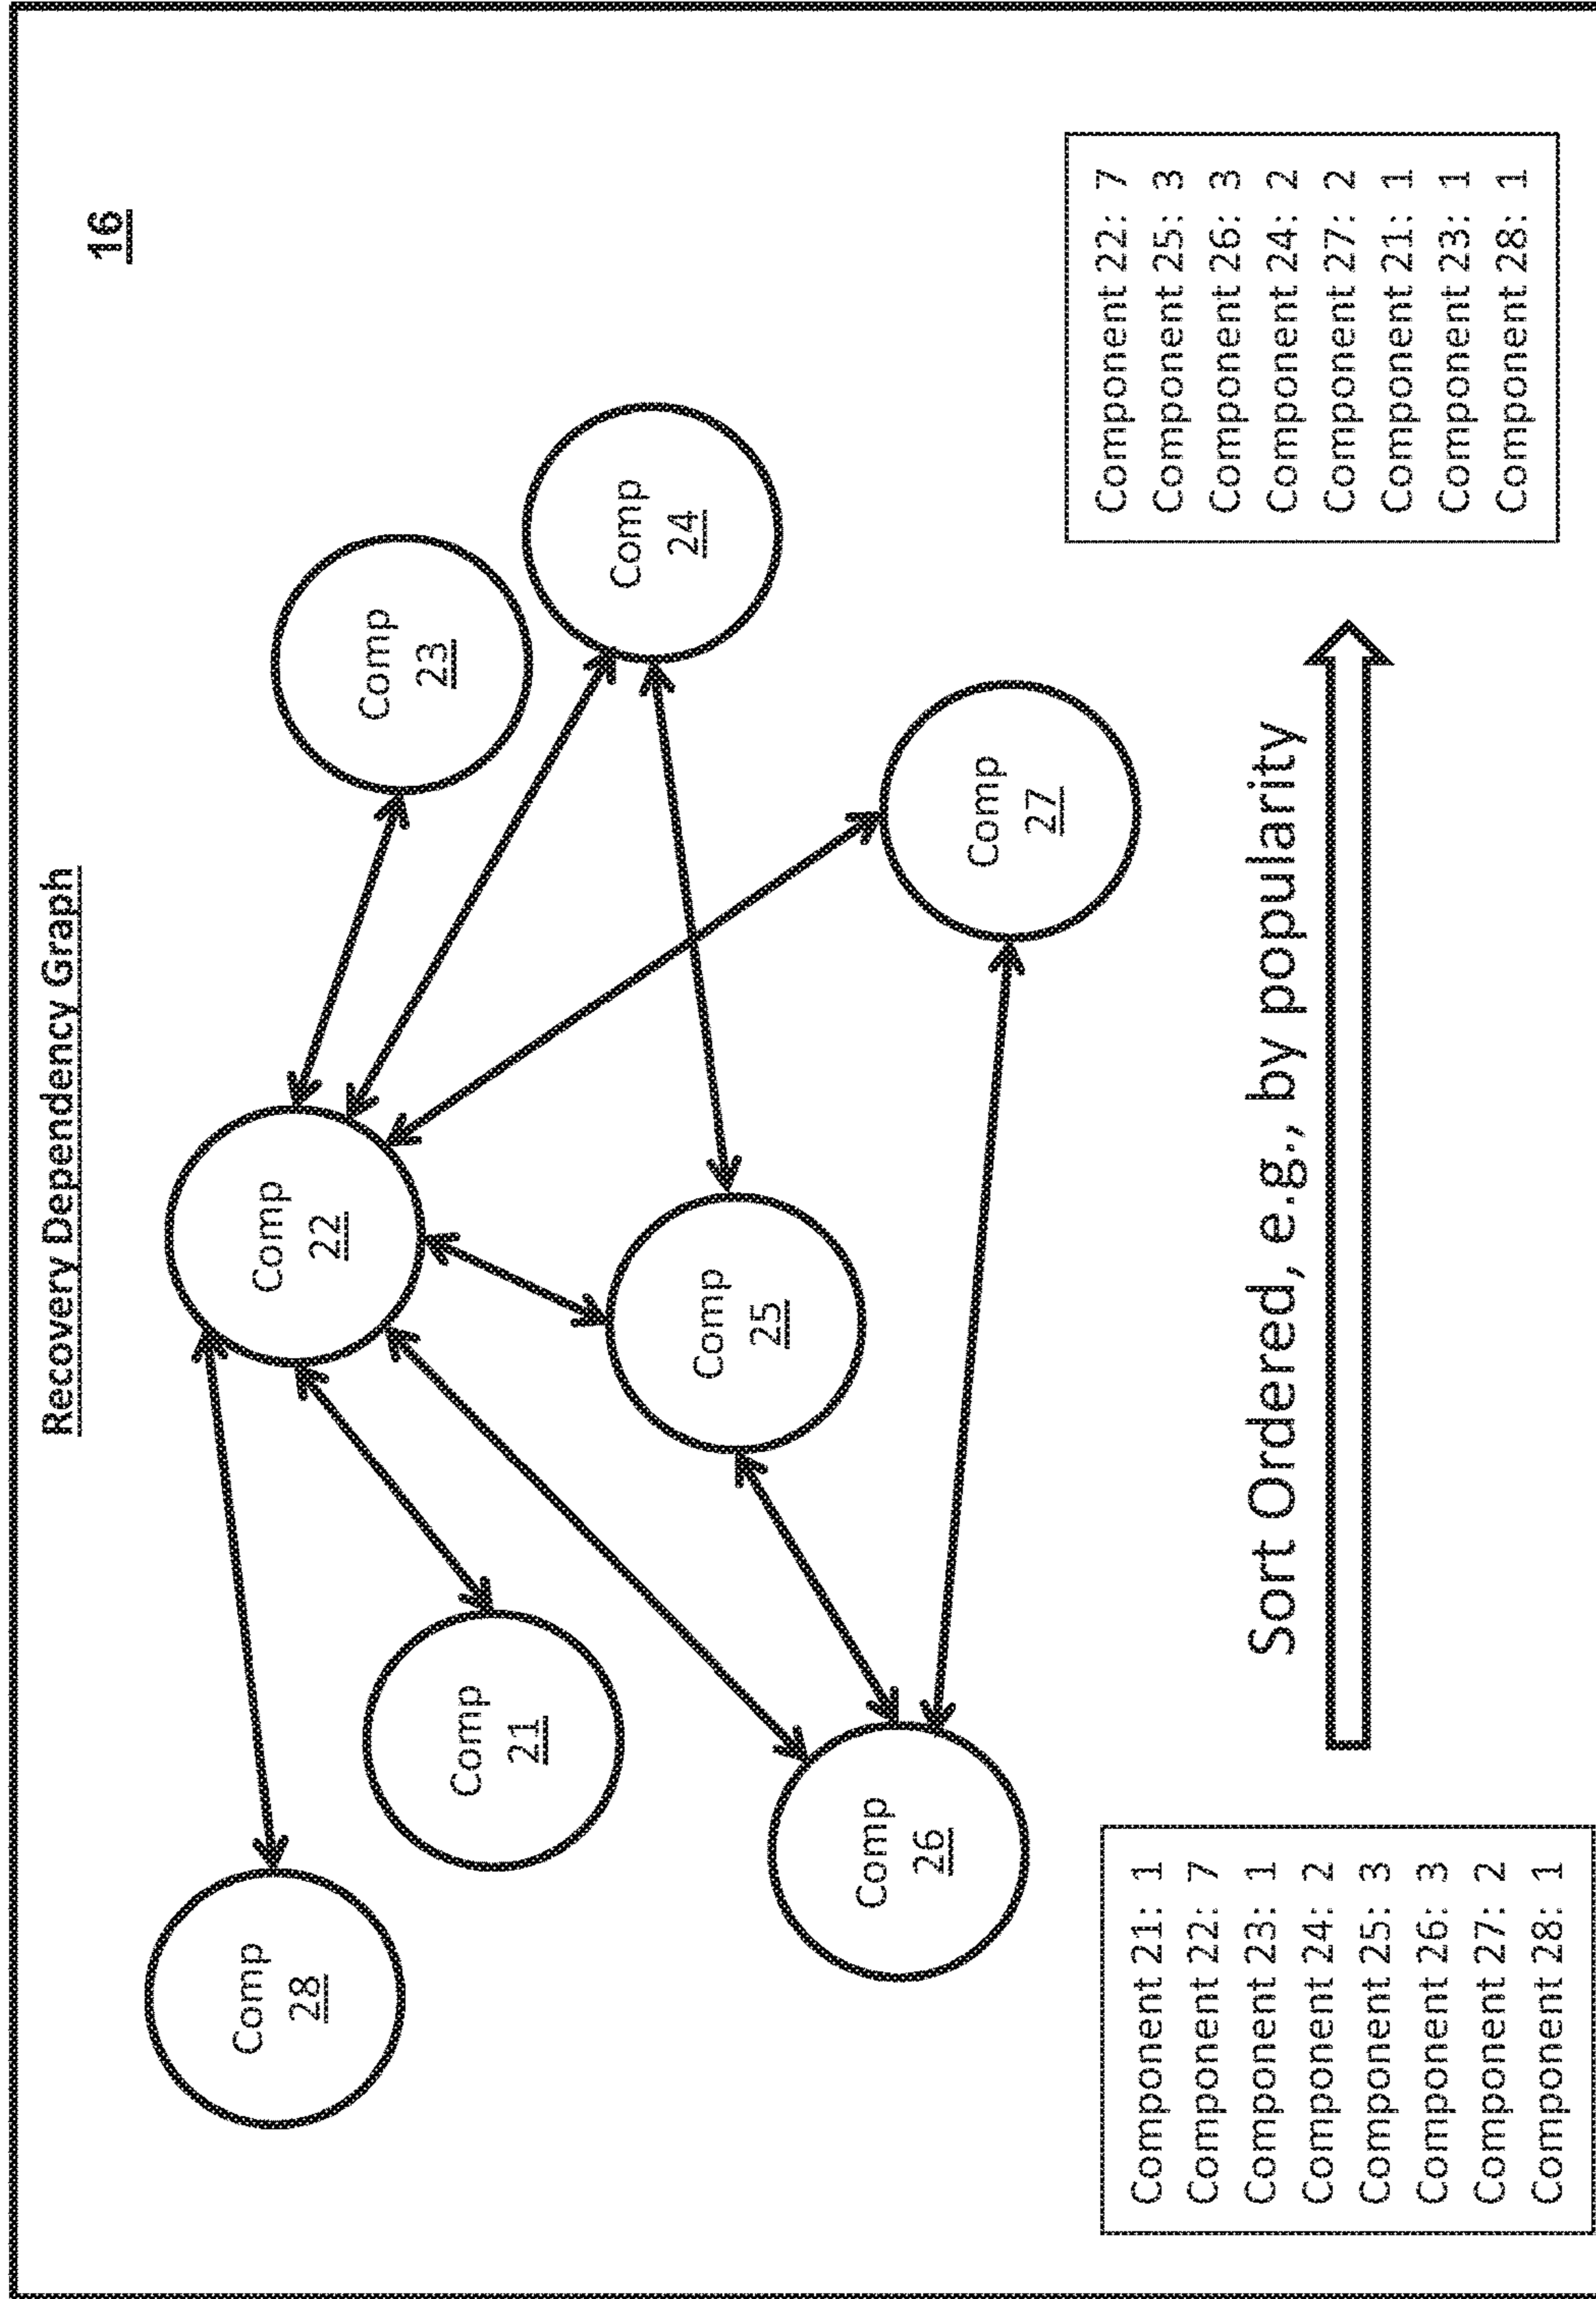 Recovery Dependency Graph
16
Comp
28
Comp
21
Comp
22
Comp
23
Comp
24
Comp
25
Comp
26
Comp
27
Sort Ordered, e.g., by popularity
Component 21: 1
Component 22: 7
Component 23: 1
Component 24: 2
Component 25: 3
Component 26: 3
Component 27: 2
Component 28: 1
Component 22: 7
Component 25: 3
Component 26: 3
Component 24: 2
Component 27: 2
Component 21: 1
Component 23: 1
Component 28: 1